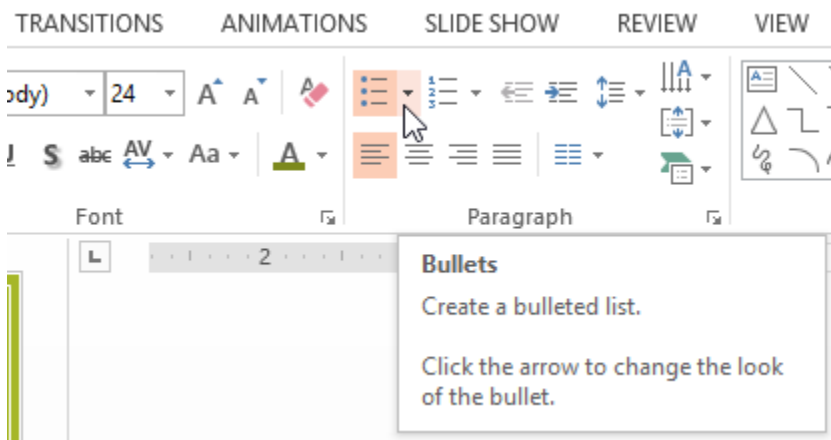 TRANSITIONS ANIMATIONS SLIDE SHOW REVIEW VIEW
ody) 24 A A
S abc AV Aa A
Font Paragraph
L 2
Bullets
Create a bulleted list.
Click the arrow to change the look
of the bullet.